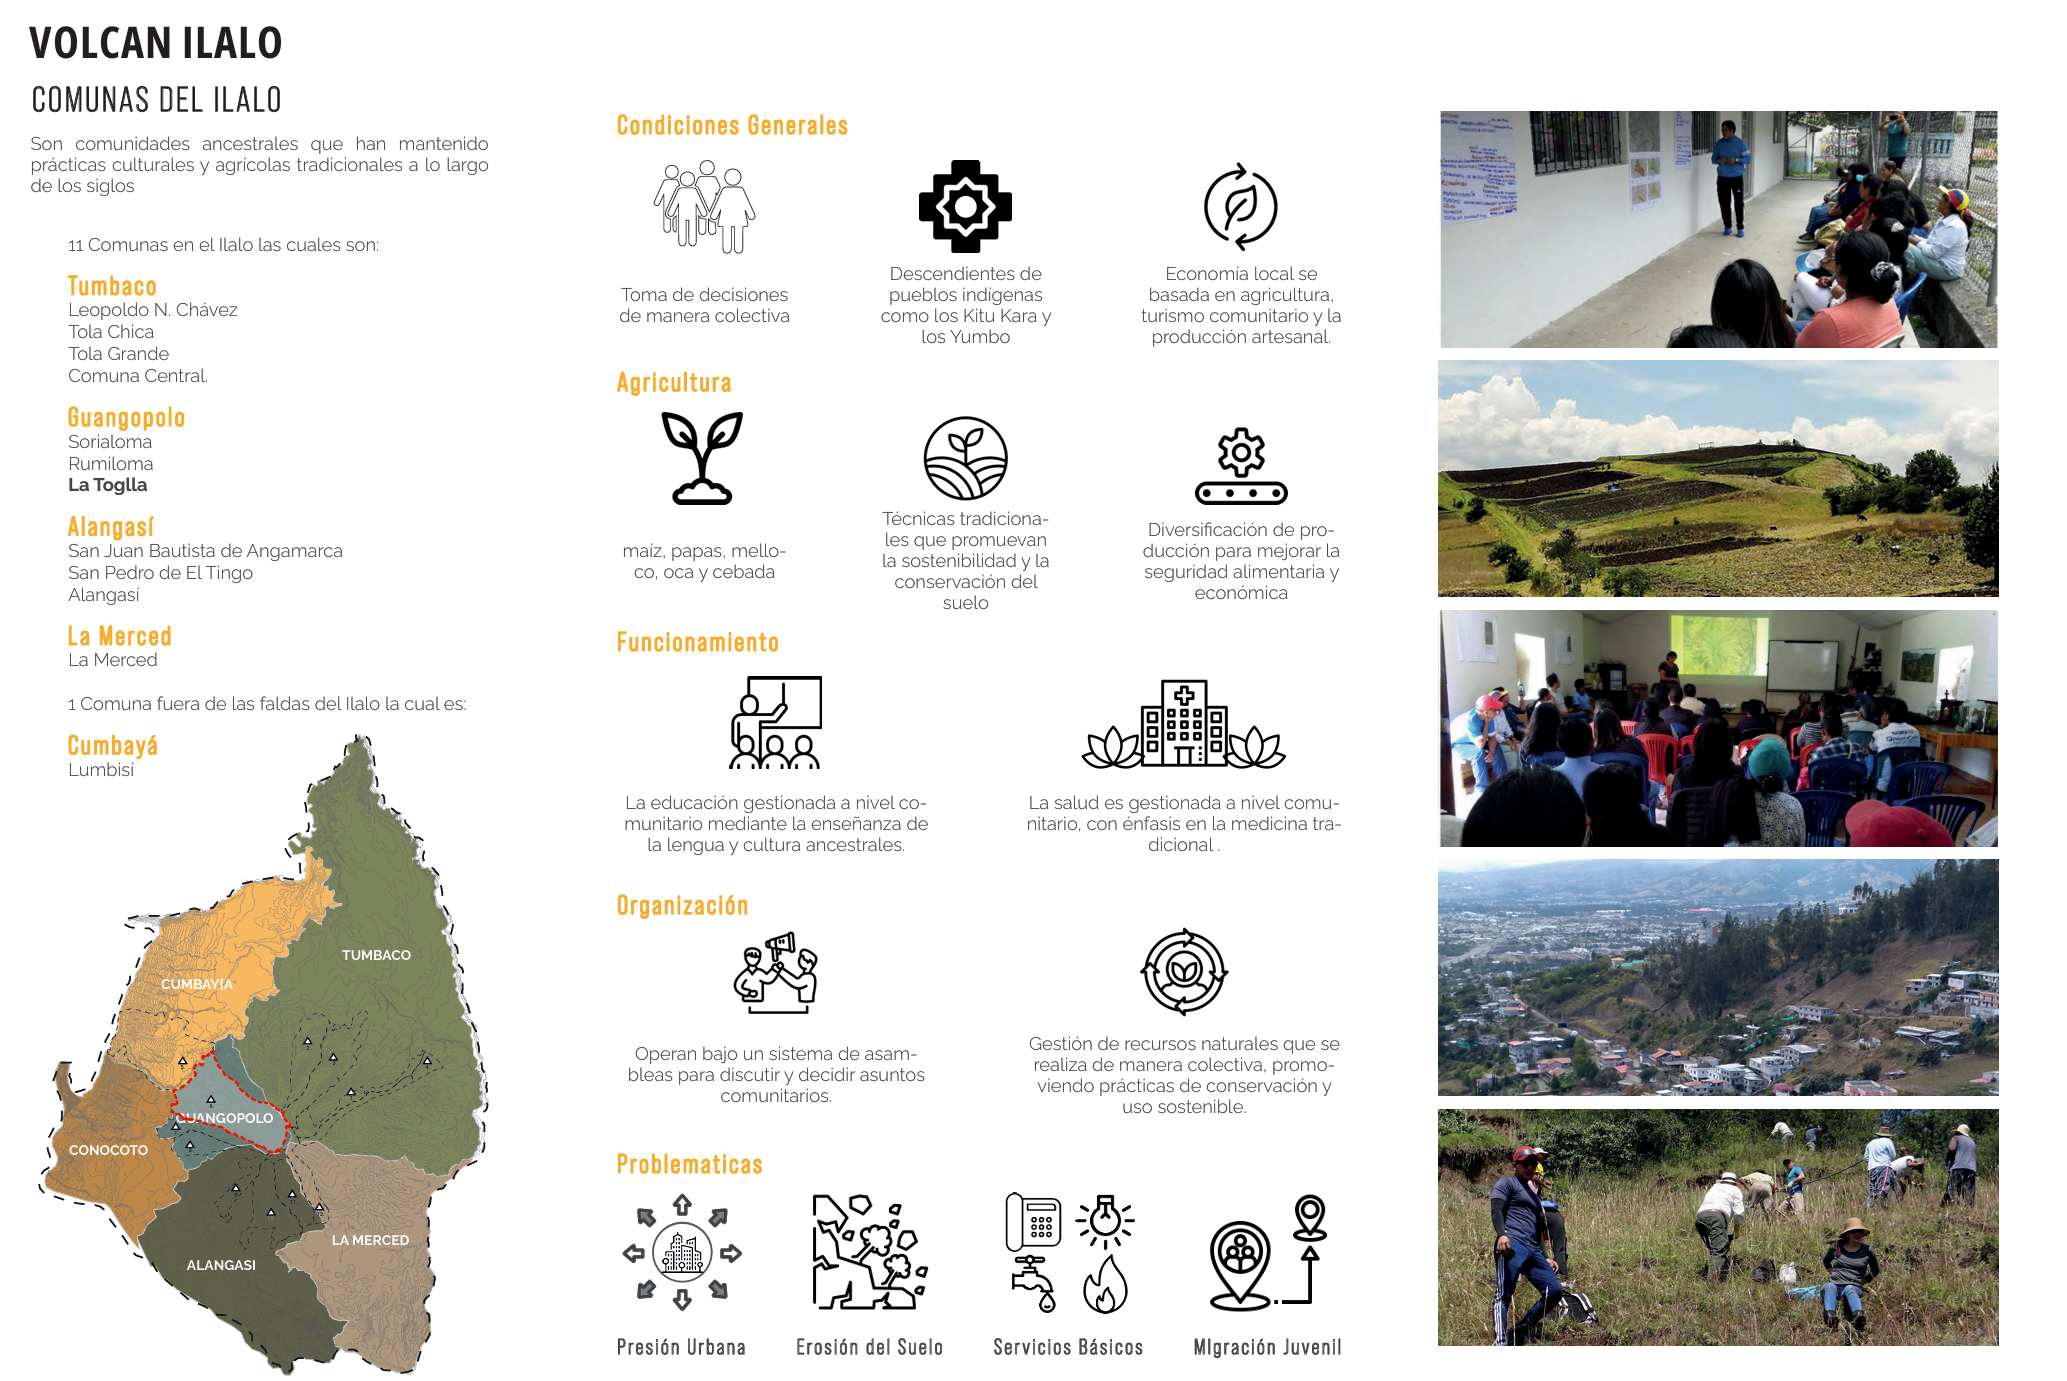 VOLCAN ILALO
COMUNAS DEL ILALO
Son comunidades ancestrales que han mantenido
prácticas culturales y agrícolas tradicionales a lo largo
de los siglos
11 Comunas en el Ilalo las cuales son:
Tumbaco
Leopoldo N. Chávez
Tola Chica
Tola Grande
Comuna Central.
Guangopolo
Sorialoma
Rumiloma
La Toglla
Alangasí
San Juan Bautista de Angamarca
San Pedro de El Tingo
Alangasí
La Merced
La Merced
1 Comuna fuera de las faldas del Ilalo la cual es:
Cumbayá
Lumbisí
TUMBACO
CUMBAYÍA
GUANGOPOLO
CONOCOTO
LA MERCED
ALANGASI
Condiciones Generales
Toma de decisiones
de manera colectiva
Descendientes de
pueblos indígenas
como los Kitu Kara y
los Yumbo
Economía local se
basada en agricultura,
turismo comunitario y la
producción artesanal.
Agricultura
maíz, papas, mello-
co, oca y cebada
Técnicas tradiciona-
les que promuevan
la sostenibilidad y la
conservación del
suelo
Diversificación de pro-
ducción para mejorar la
seguridad alimentaria y
económica
Funcionamiento
La educación gestionada a nivel co-
munitario mediante la enseñanza de
la lengua y cultura ancestrales.
La salud es gestionada a nivel comu-
nitario, con énfasis en la medicina tra-
dicional .
Organización
Operan bajo un sistema de asam-
bleas para discutir y decidir asuntos
comunitarios.
Gestión de recursos naturales que se
realiza de manera colectiva, promo-
viendo prácticas de conservación y
uso sostenible.
Problematicas
Presión Urbana
Erosión del Suelo
Servicios Básicos
MIgración Juvenil